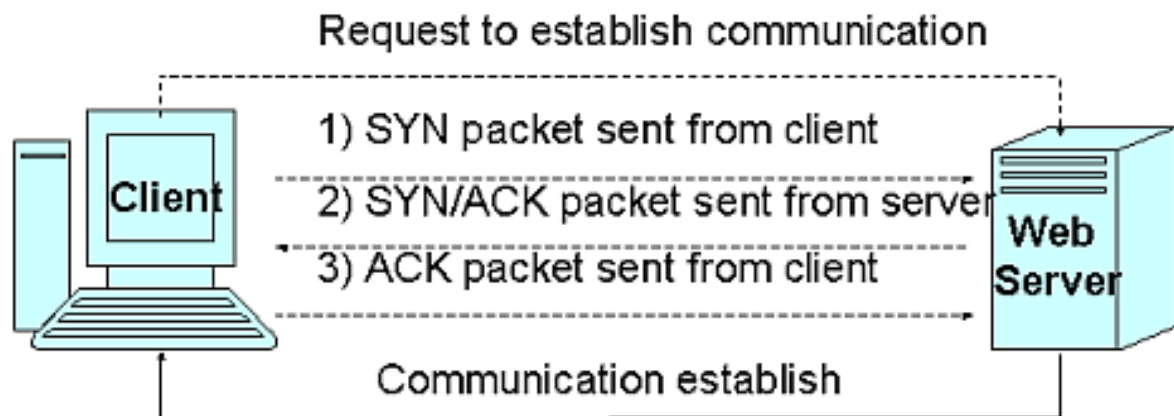 Request to establish communication
1) SYN packet sent from client
Client
2) SYN/ACK packet sent from server
Web
Server
3) ACK packet sent from client
Communication establish